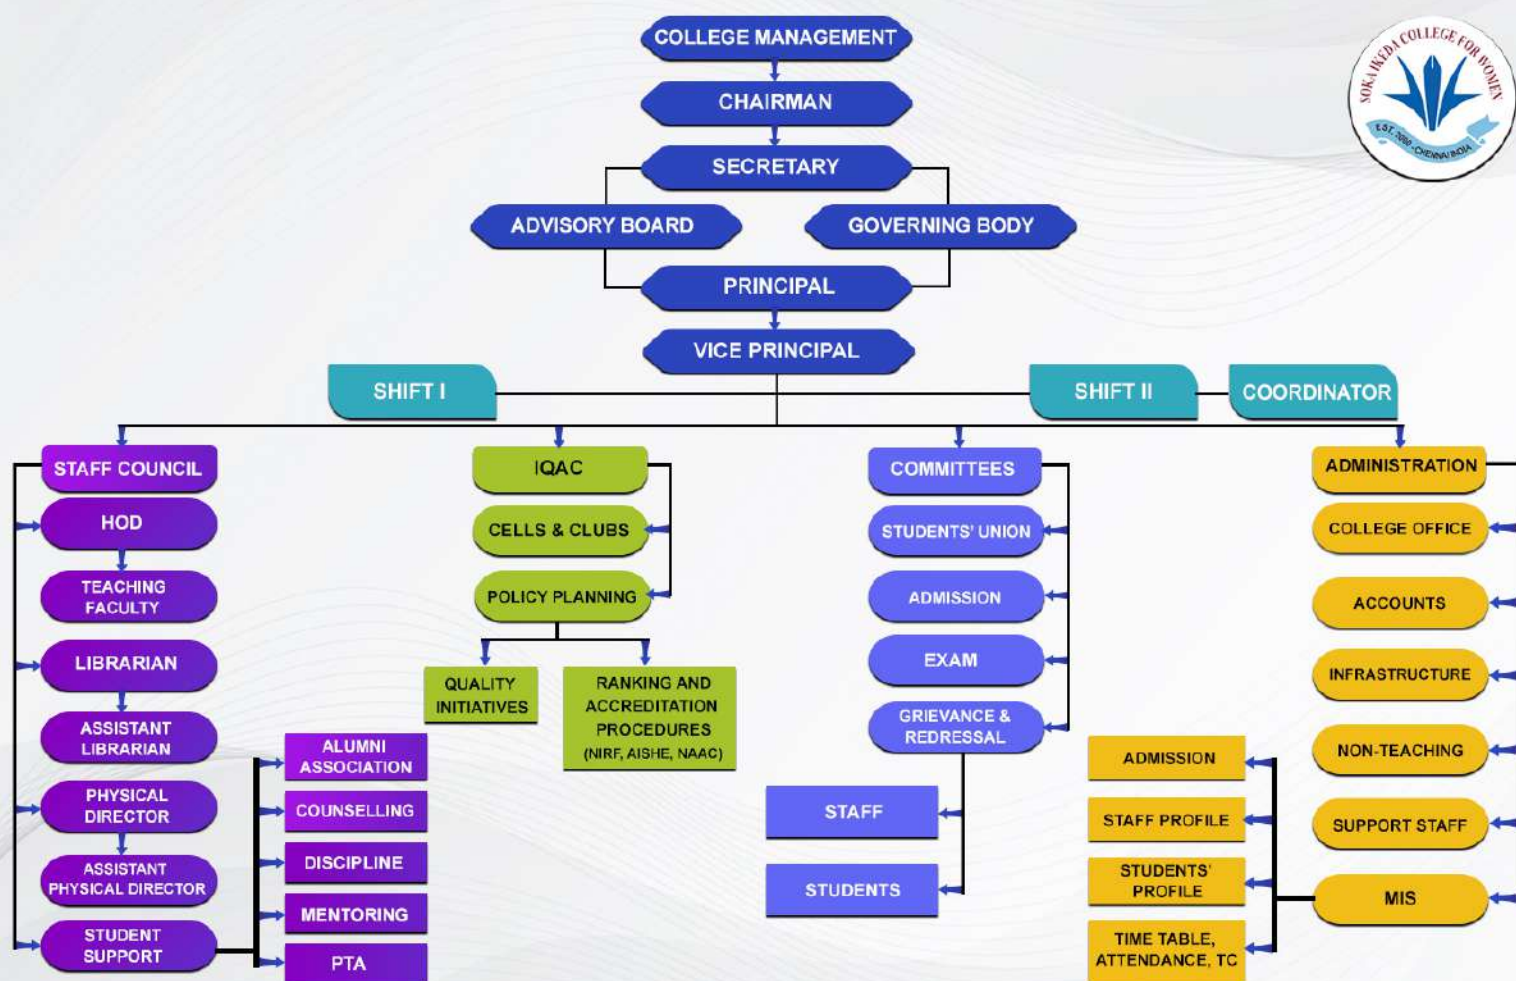 COLLEGE MANAGEMENT
CHAIRMAN
SECRETARY
ADVISORY BOARD
GOVERNING BODY
PRINCIPAL
VICE PRINCIPAL
SOKA IKEDA COLLEGE FOR WOMEN
EST. 2000 - CHENNAI INDIA
SHIFT I
SHIFT II
COORDINATOR
STAFF COUNCIL
HOD
TEACHING
FACULTY
LIBRARIAN
ASSISTANT
LIBRARIAN
PHYSICAL
DIRECTOR
ASSISTANT
PHYSICAL DIRECTOR
STUDENT
SUPPORT
ALUMNI
ASSOCIATION
COUNSELLING
DISCIPLINE
MENTORING
PTA
IQAC
CELLS & CLUBS
POLICY PLANNING
QUALITY
INITIATIVES
RANKING AND
ACCREDITATION
PROCEDURES
(NIRF, AISHE, NAAC)
COMMITTEES
STUDENTS' UNION
ADMISSION
EXAM
GRIEVANCE &
REDRESSAL
STAFF
STUDENTS
ADMINISTRATION
COLLEGE OFFICE
ACCOUNTS
INFRASTRUCTURE
NON-TEACHING
SUPPORT STAFF
MIS
ADMISSION
STAFF PROFILE
STUDENTS'
PROFILE
TIME TABLE,
ATTENDANCE, TC